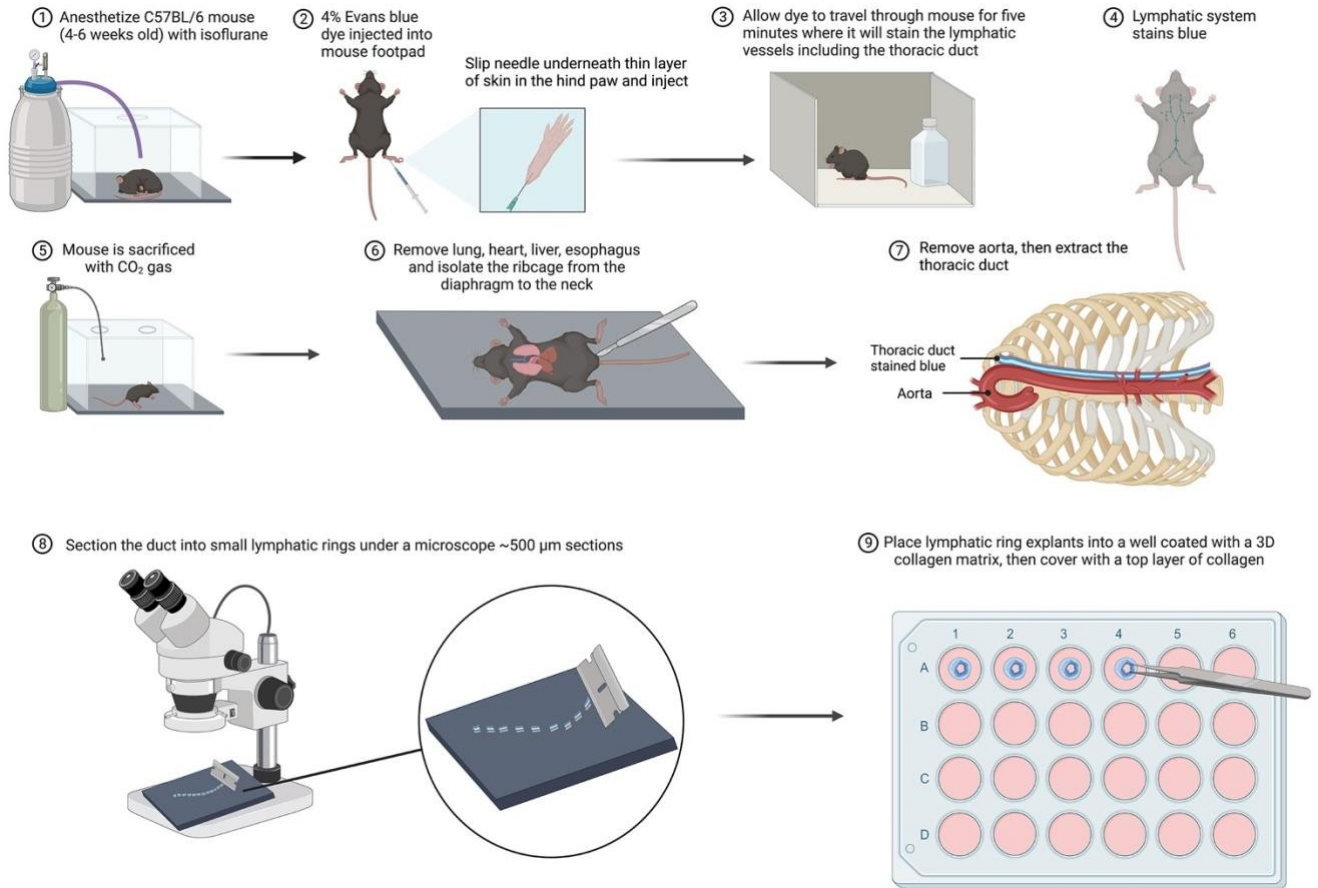 ① Anesthetize C57BL/6 mouse
(4-6 weeks old) with isoflurane
② 4% Evans blue
dye injected into
mouse footpad
Slip needle underneath thin layer
of skin in the hind paw and inject
③ Allow dye to travel through mouse for five
minutes where it will stain the lymphatic
vessels including the thoracic duct
④ Lymphatic system
stains blue
⑤ Mouse is sacrificed
with CO₂ gas
⑥ Remove lung, heart, liver, esophagus
and isolate the ribcage from the
diaphragm to the neck
⑦ Remove aorta, then extract the
thoracic duct
Thoracic duct
stained blue
Aorta
⑧ Section the duct into small lymphatic rings under a microscope ~500 µm sections
⑨ Place lymphatic ring explants into a well coated with a 3D
collagen matrix, then cover with a top layer of collagen
1 2 3 4 5 6
A
B
C
D